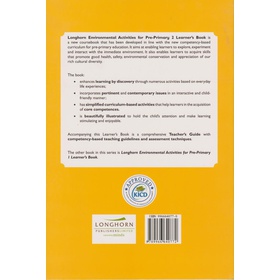 Longhorn Environmental Activities for Pre-Primary 2 Learner's Book is
a new coursebook that has been developed in line with the new competency-based
curriculum for pre-primary education. It aims at enabling learners to explore, experiment
and interact with the immediate environment. It also enables learners to acquire skills
that promote good health, safety, environmental conservation and appreciation of our
rich cultural diversity.
The book:
• enhances learning by discovery through numerous activities based on everyday
life experiences;
• incorporates pertinent and contemporary issues in an interactive and child-
friendly manner;
• has simplified curriculum-based activities that help learners in the acquisition
of core competences;
• is beautifully illustrated to hold the child's attention and make learning
stimulating and enjoyable.
Accompanying this Learner's Book is a comprehensive Teacher's Guide with
competency-based teaching guidelines and assessment techniques.
The other book in this series is Longhorn Environmental Activities for Pre-Primary
1 Learner's Book.
APPROVED
KICD
LONGHORN
PUBLISHERS